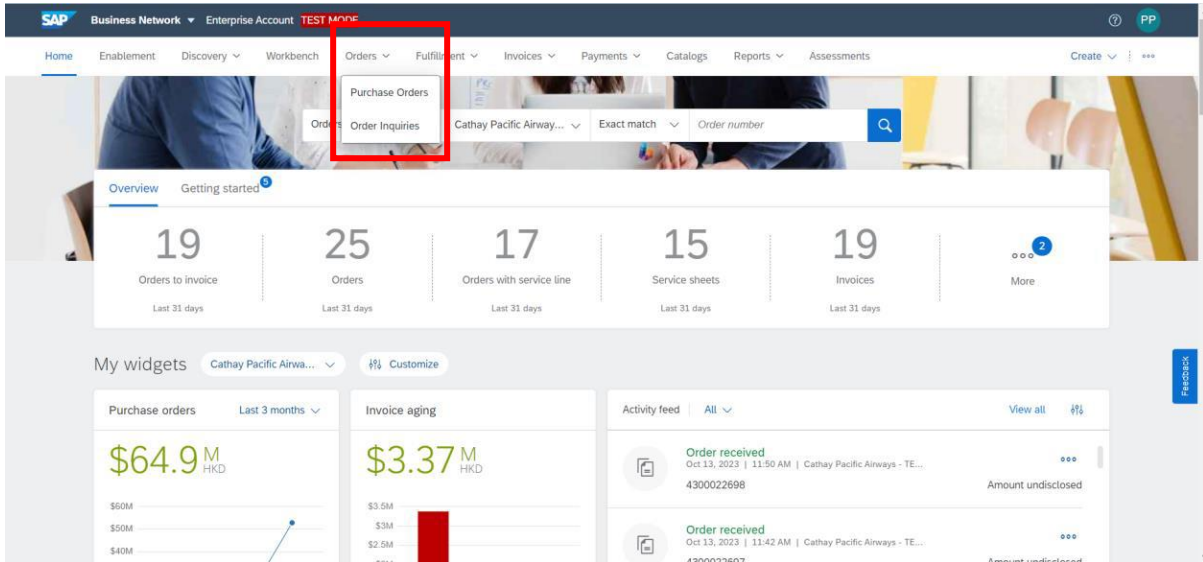 SAP Business Network Enterprise Account TEST MODE PP
Home Enablement Discovery Workbench Orders Fulfillment Invoices Payments Catalogs Reports Assessments Create
Purchase Orders
Order Inquiries
Orders Cathay Pacific Airway... Exact match Order number
Overview Getting started 5
19 25 17 15 19 2
Orders to invoice Orders Orders with service line Service sheets Invoices More
Last 31 days Last 31 days Last 31 days Last 31 days Last 31 days
My widgets Cathay Pacific Airwa... Customize
Feedback
Purchase orders Last 3 months Invoice aging Activity feed All View all
$64.9 M HKD $3.37 M HKD
Order received
Oct 13, 2023 | 11:50 AM | Cathay Pacific Airways - TE...
4300022698 Amount undisclosed
$60M $3.5M
$50M $3M
$40M $2.5M
Order received
Oct 13, 2023 | 11:42 AM | Cathay Pacific Airways - TE...
4300022697 Amount undisclosed